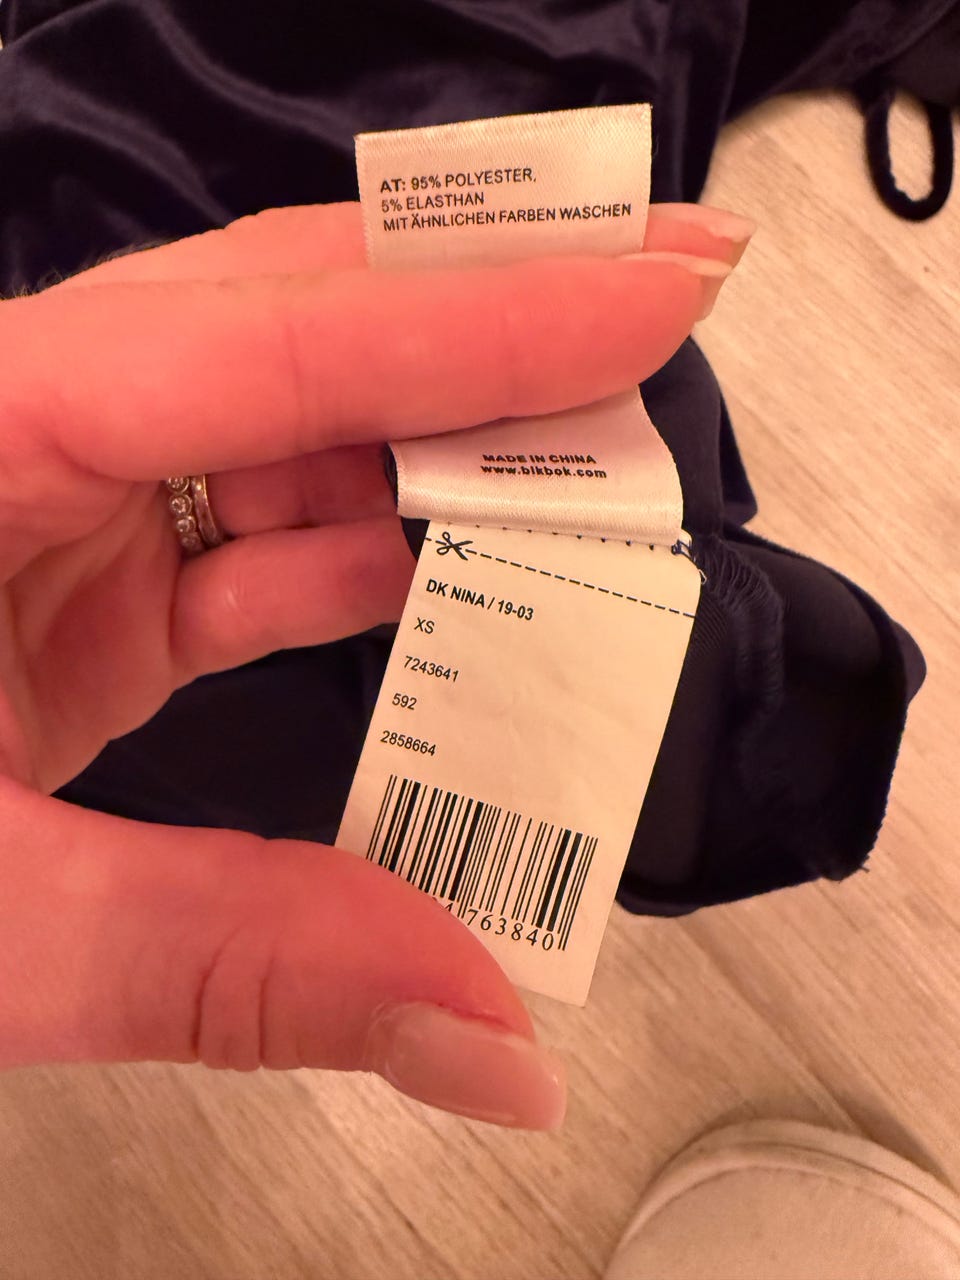 AT: 95% POLYESTER,
5% ELASTHAN
MIT ÄHNLICHEN FARBEN WASCHEN
MADE IN CHINA
www.bikbok.com
DK NINA / 19-03
XS
7243641
592
2858664
763840